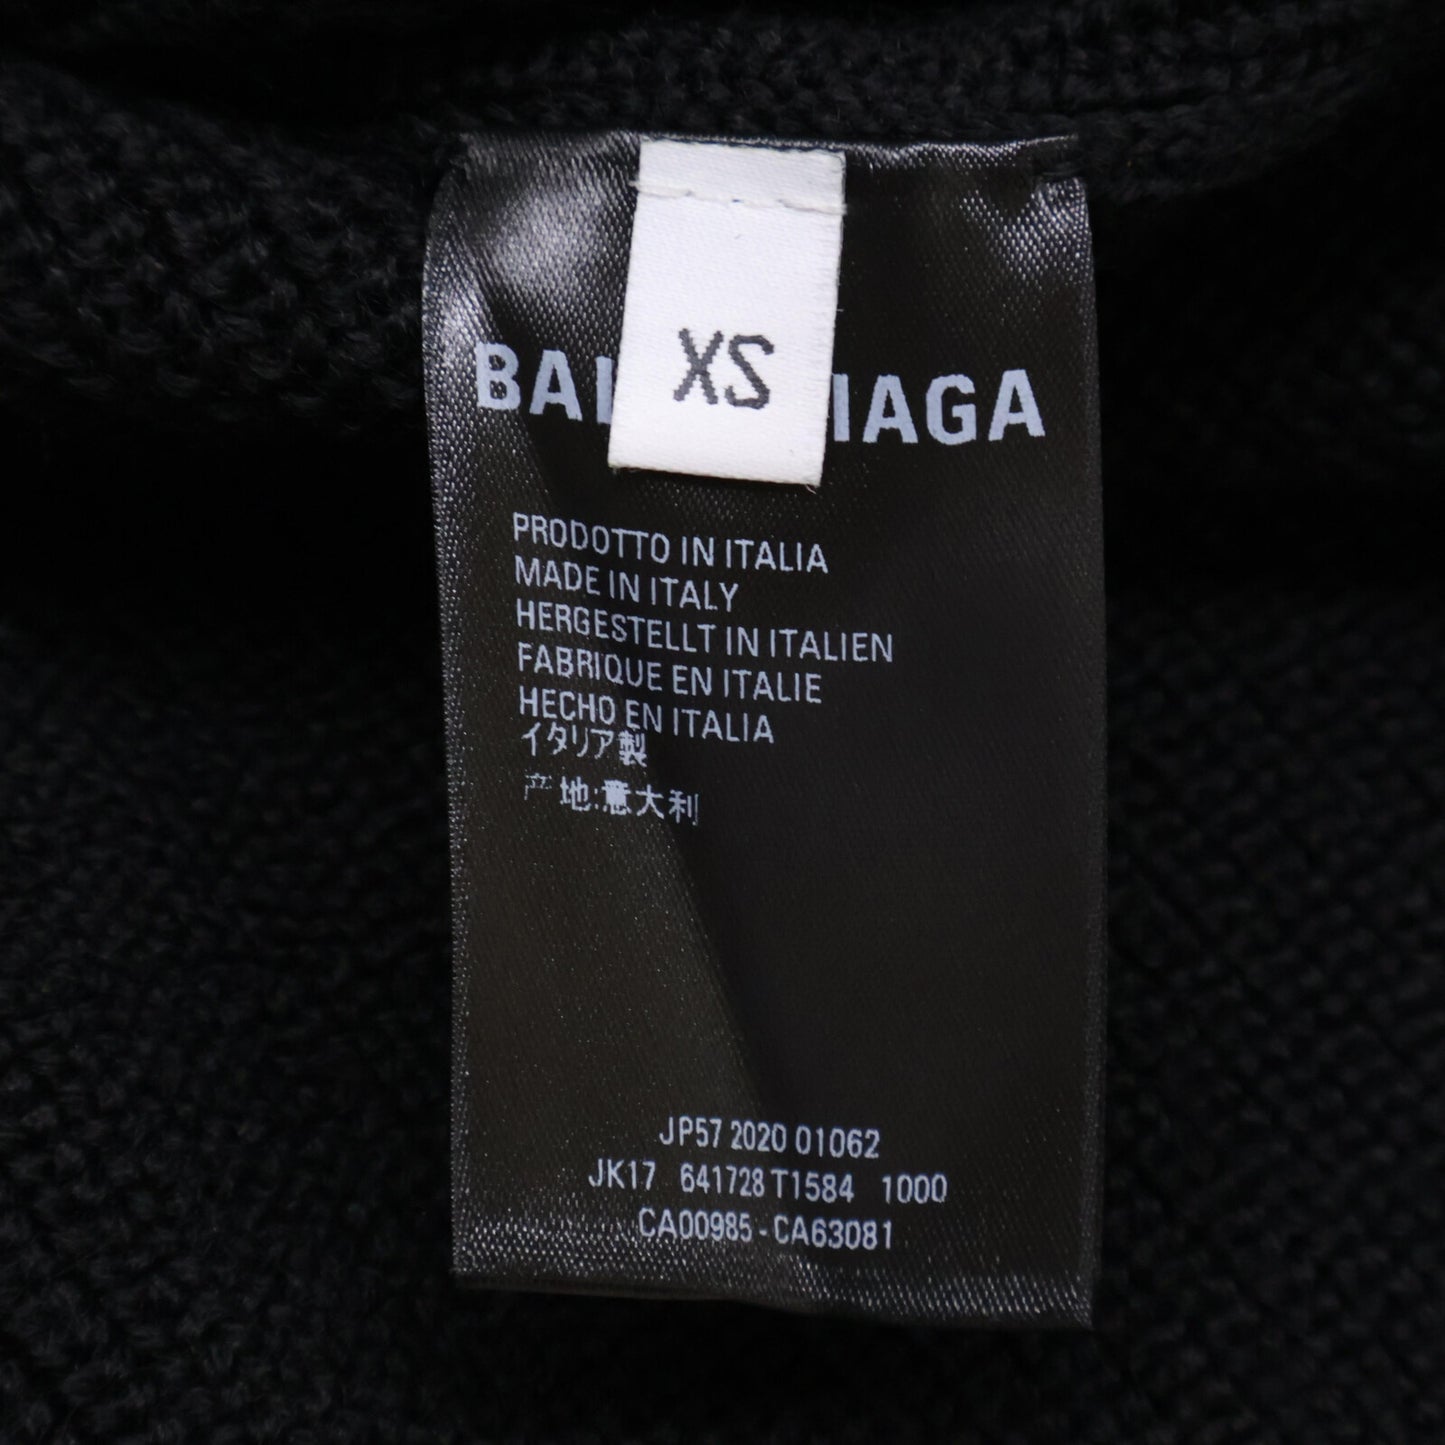 XS
BAL IAGA
PRODOTTO IN ITALIA
MADE IN ITALY
HERGESTELLT IN ITALIEN
FABRIQUE EN ITALIE
HECHO EN ITALIA
イタリア製
产地:意大利
JP57 2020 01062
JK17 641728 T1584 1000
CA00985 - CA63081